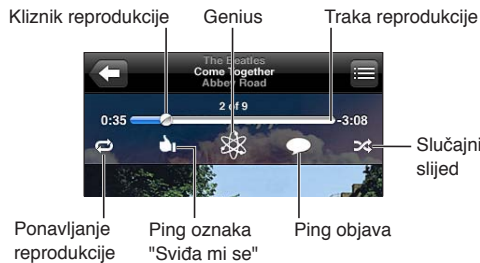 Kliznik reprodukcije
Genius
Traka reprodukcije
The Beatles
Come Together
Abbey Road
2 of 9
0:35
-3:08
Slučajni
slijed
Ponavljanje
reprodukcije
Ping oznaka
"Sviđa mi se"
Ping objava